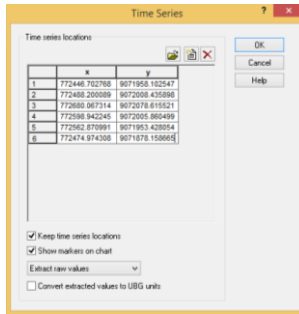 Time Series
? ×
Time series locations
OK
Cancel
Help
x y
1 772446.702768 9071958.102547
2 772488.200089 9072008.435898
3 772680.067314 9072078.615521
4 772598.942245 9072005.860499
5 772562.870991 9071953.428054
6 772474.974308 9071878.158665
Keep time series locations
Show markers on chart
Extract raw values
Convert extracted values to UBG units